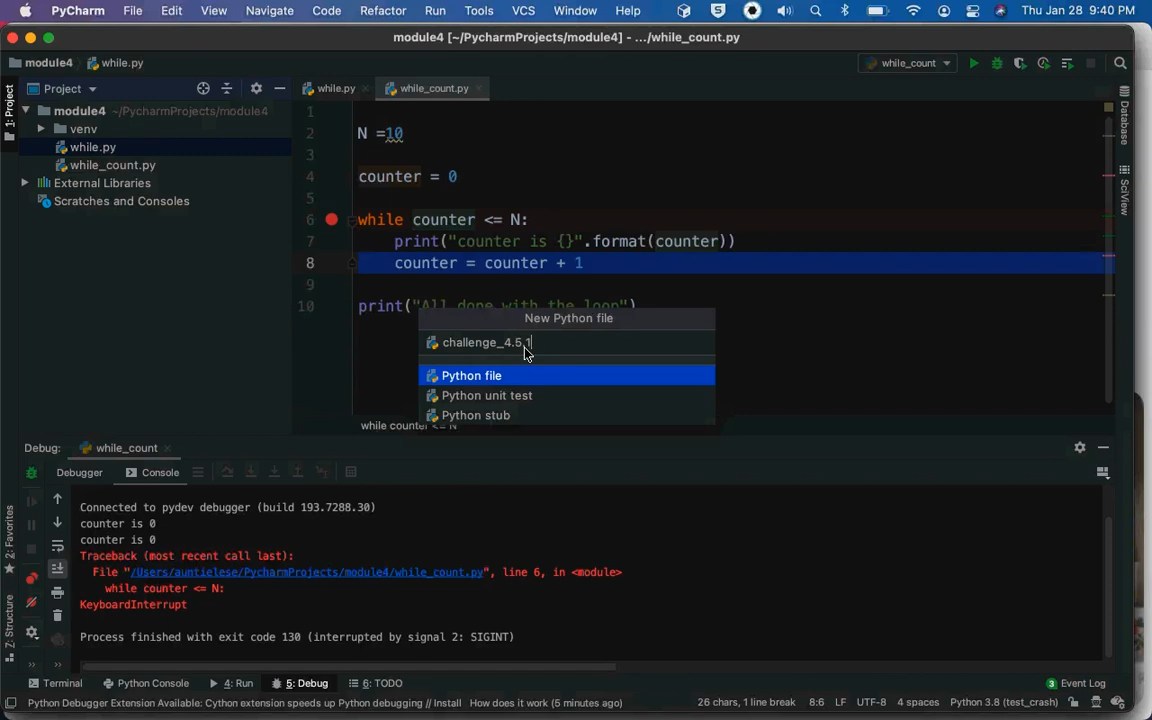 PyCharm File Edit View Navigate Code Refactor Run Tools VCS Window Help Thu Jan 28 9:40 PM
module4 [~/PycharmProjects/module4] - .../while_count.py
module4 while.py while_count
Project while.py while_count.py
1: Project
Database
SciView
module4 ~/PycharmProjects/module4
venv
while.py
while_count.py
External Libraries
Scratches and Consoles
1
2 N =10
3
4 counter = 0
5
6 while counter <= N:
7 print("counter is {}".format(counter))
8 counter = counter + 1
9
10 print("All done with the loop")
New Python file
challenge_4.5.1
Python file
Python unit test
Python stub
while counter <= N
Debug: while_count
Debugger Console
Connected to pydev debugger (build 193.7288.30)
counter is 0
counter is 0
Traceback (most recent call last):
File "/Users/auntielese/PycharmProjects/module4/while_count.py", line 6, in <module>
while counter <= N:
KeyboardInterrupt
Process finished with exit code 130 (interrupted by signal 2: SIGINT)
2: Favorites
Z: Structure
Terminal Python Console 4: Run 5: Debug 6: TODO 3 Event Log
Python Debugger Extension Available: Cython extension speeds up Python debugging // Install How does it work (5 minutes ago) 26 chars, 1 line break 8:6 LF UTF-8 4 spaces Python 3.8 (test_crash)